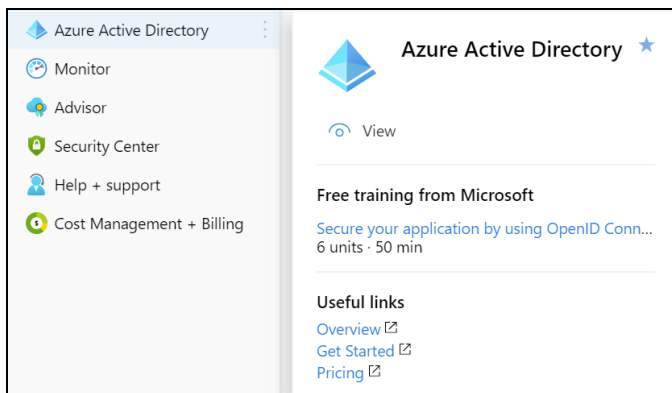 Azure Active Directory
Monitor
Advisor
Security Center
Help + support
Cost Management + Billing
Azure Active Directory
View
Free training from Microsoft
Secure your application by using OpenID Conn...
6 units · 50 min
Useful links
Overview
Get Started
Pricing